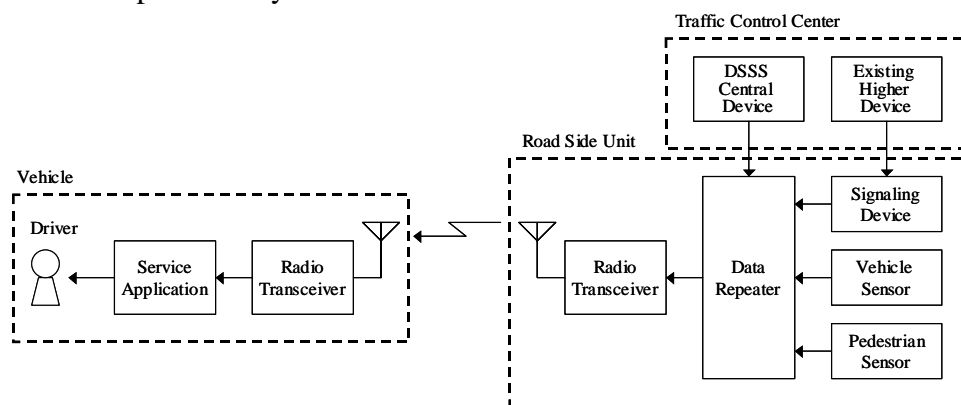 Traffic Control Center
DSSS
Central
Device
Existing
Higher
Device
Road Side Unit
Vehicle
Driver
Service
Application
Radio
Transceiver
Radio
Transceiver
Data
Repeater
Signaling
Device
Vehicle
Sensor
Pedestrian
Sensor